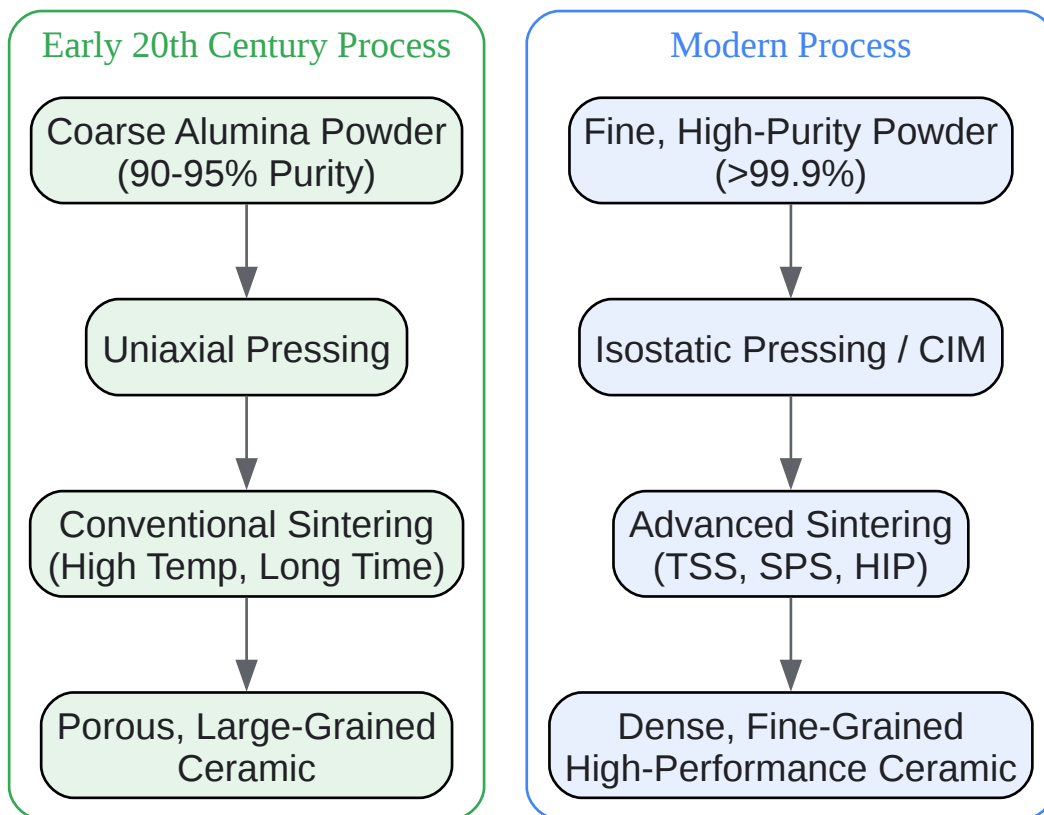 Early 20th Century Process
Coarse Alumina Powder
(90-95% Purity)
Uniaxial Pressing
Conventional Sintering
(High Temp, Long Time)
Porous, Large-Grained
Ceramic
Modern Process
Fine, High-Purity Powder
(>99.9%)
Isostatic Pressing / CIM
Advanced Sintering
(TSS, SPS, HIP)
Dense, Fine-Grained
High-Performance Ceramic